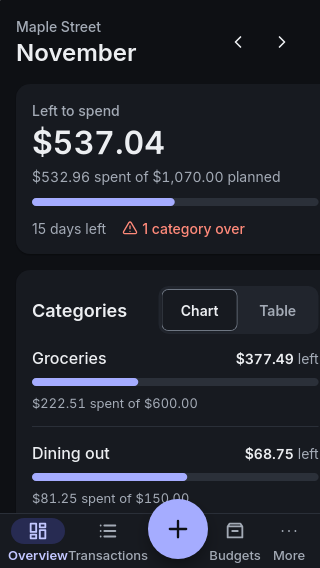 Maple Street
November
Left to spend
$537.04
$532.96 spent of $1,070.00 planned
15 days left 1 category over
Categories Chart Table
Groceries $377.49 left
$222.51 spent of $600.00
Dining out $68.75 left
$81.25 spent of $150.00
Overview Transactions Budgets More